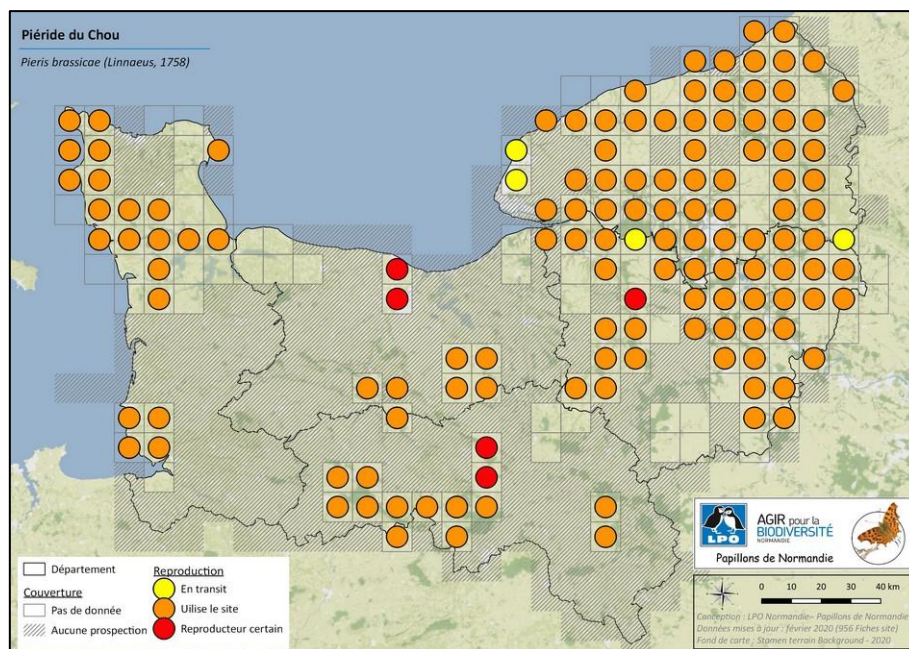 Piéride du Chou
Pieris brassicae (Linnaeus, 1758)
Département
Couverture
Pas de donnée
Aucune prospection
Reproduction
En transit
Utilise le site
Reproducteur certain
LPO
AGIR pour la
BIODIVERSITÉ
NORMANDIE
Papillons de Normandie
0 10 20 30 40 km
Conception : LPO Normandie– Papillons de Normandie
Données mises à jour : février 2020 (956 Fiches site)
Fond de carte : Stamen terrain Background - 2020